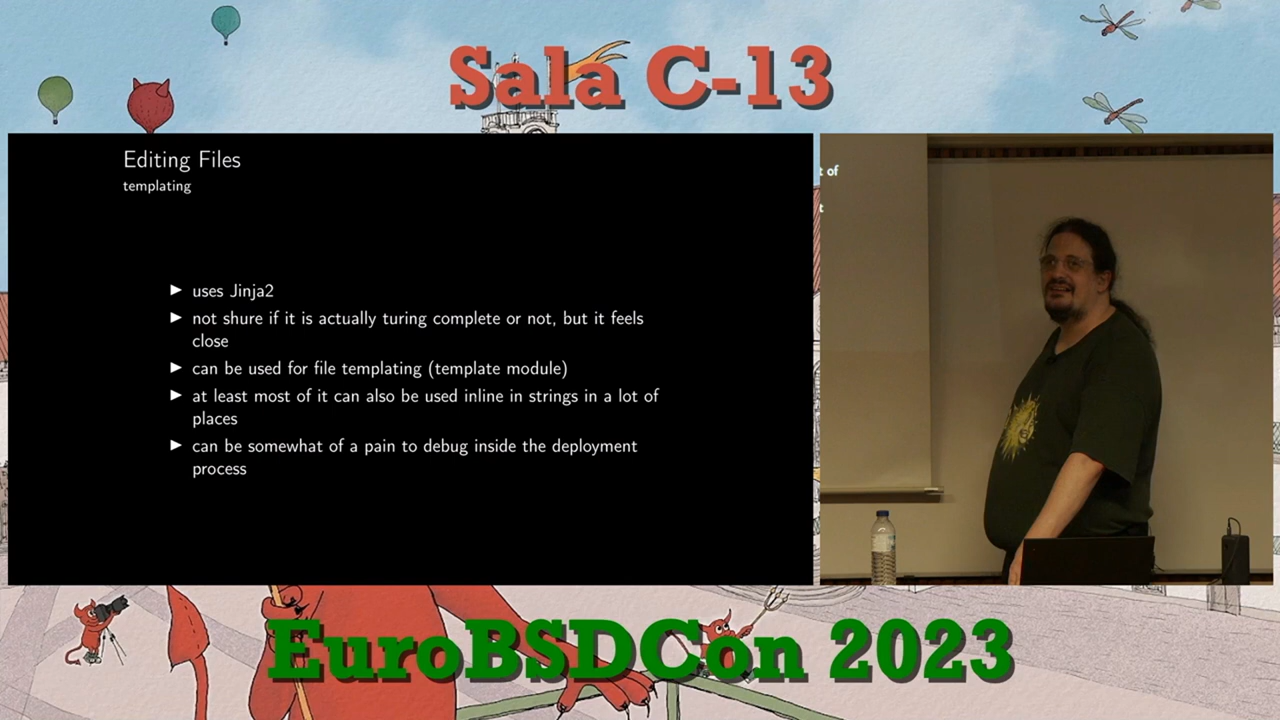 Sala C-13
Editing Files
templating
uses Jinja2
not shure if it is actually turing complete or not, but it feels
close
can be used for file templating (template module)
at least most of it can also be used inline in strings in a lot of
places
can be somewhat of a pain to debug inside the deployment
process
t of
t
EuroBSDCon 2023